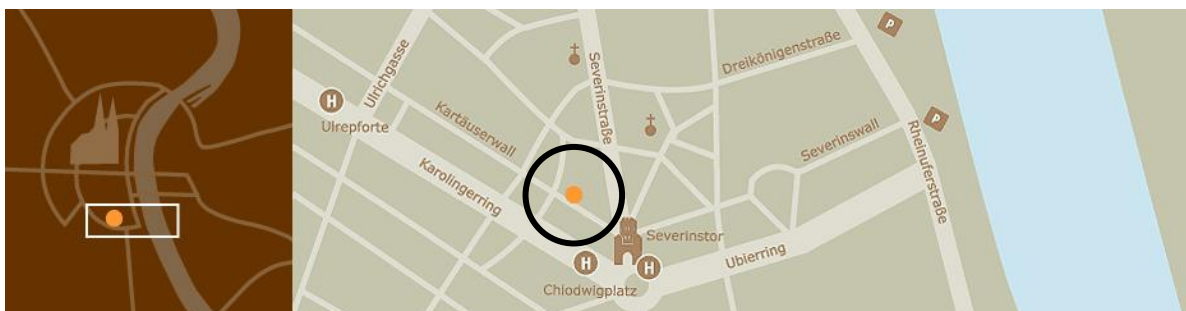 Ulrichgasse
H
Ulrepforte
Kartäuserwall
Karolingerring
Severinstraße
Dreikönigenstraße
P
P
Severinswall
Rheinuferstraße
Severinstor
H
H
Chlodwigplatz
Ubierring